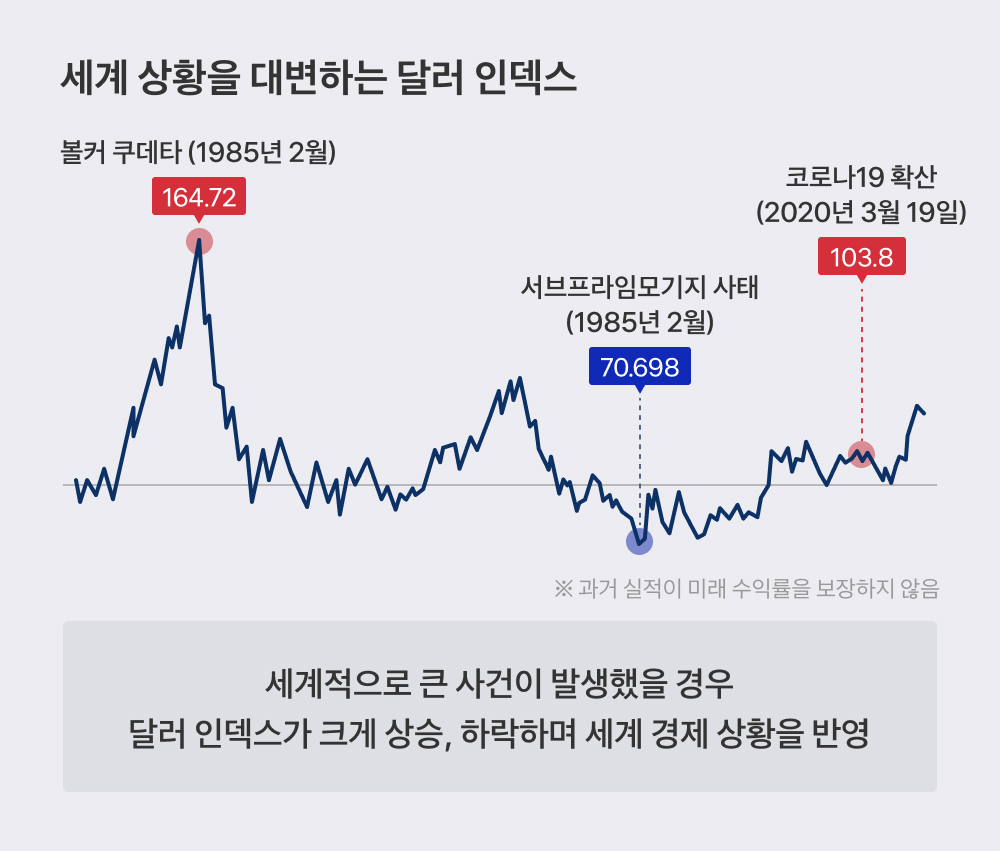 세계 상황을 대변하는 달러 인덱스
볼커 쿠데타 (1985년 2월)
164.72
코로나19 확산
(2020년 3월 19일)
103.8
서브프라임모기지 사태
(1985년 2월)
70.698
※ 과거 실적이 미래 수익률을 보장하지 않음
세계적으로 큰 사건이 발생했을 경우
달러 인덱스가 크게 상승, 하락하며 세계 경제 상황을 반영